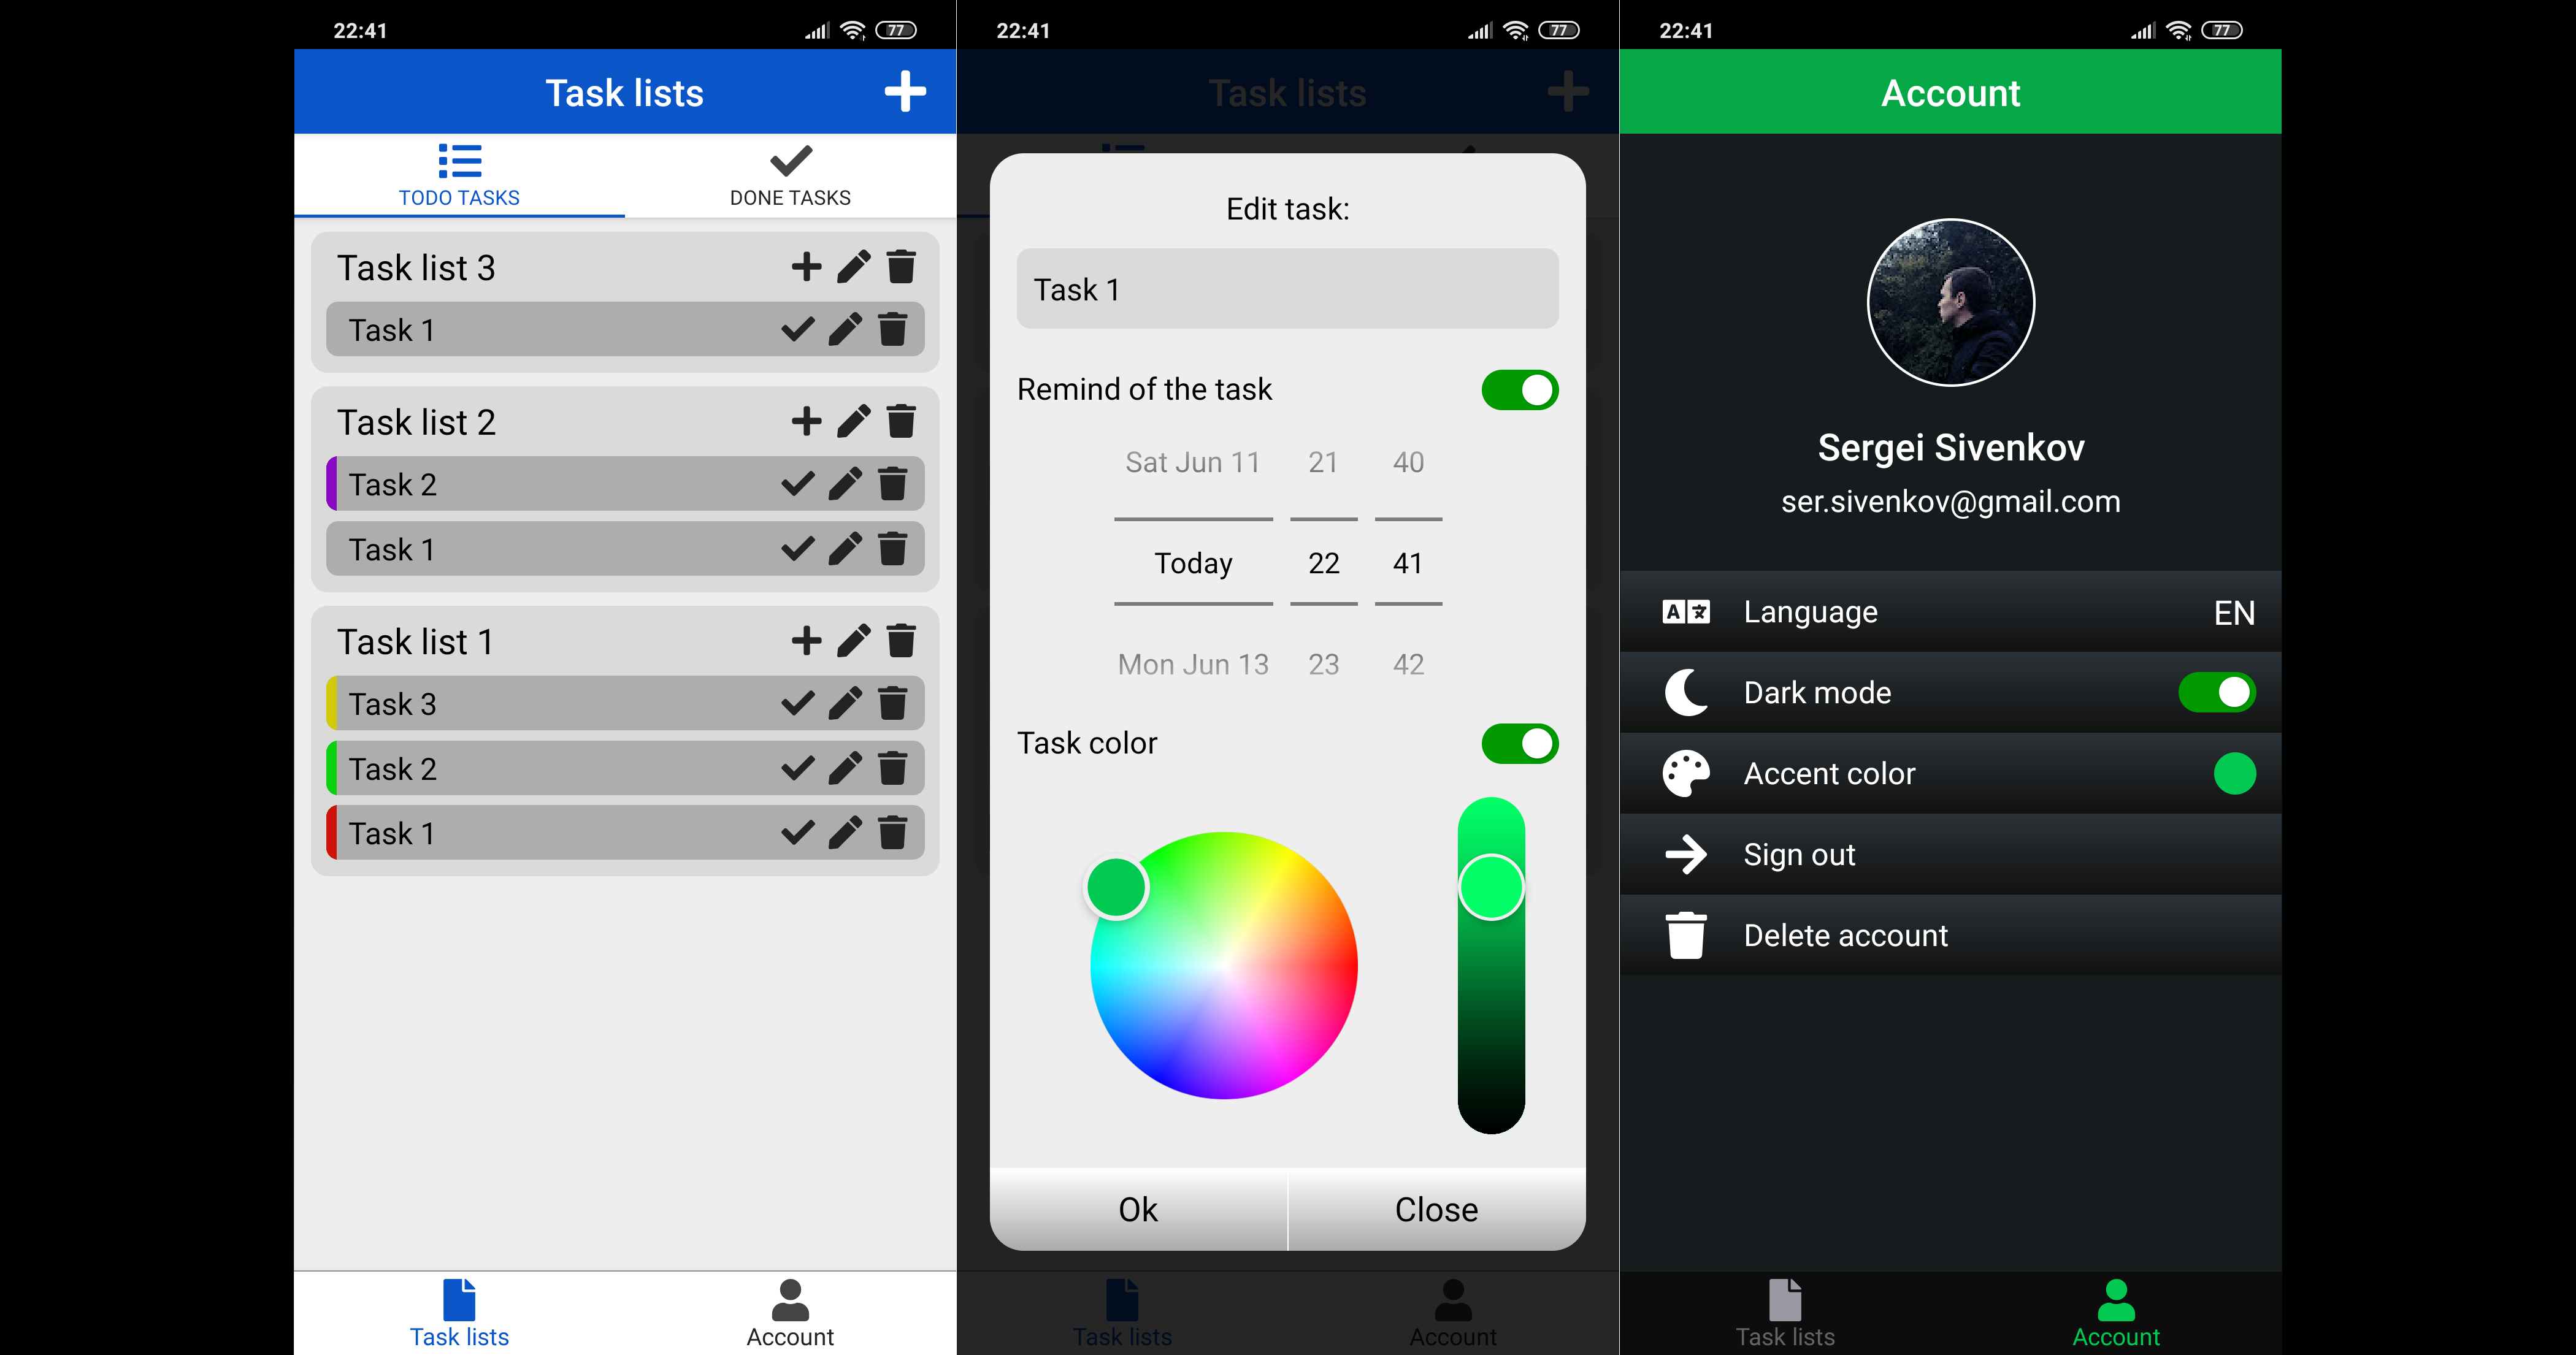 22:41
77
Task lists
TODO TASKS
DONE TASKS
Task list 3
Task 1
Task list 2
Task 2
Task 1
Task list 1
Task 3
Task 2
Task 1
Task lists
Account
22:41
77
Task lists
Edit task:
Task 1
Remind of the task
Sat Jun 11 21 40
Today 22 41
Mon Jun 13 23 42
Task color
Ok
Close
Task lists
Account
22:41
77
Account
Sergei Sivenkov
ser.sivenkov@gmail.com
Language EN
Dark mode
Accent color
Sign out
Delete account
Task lists
Account